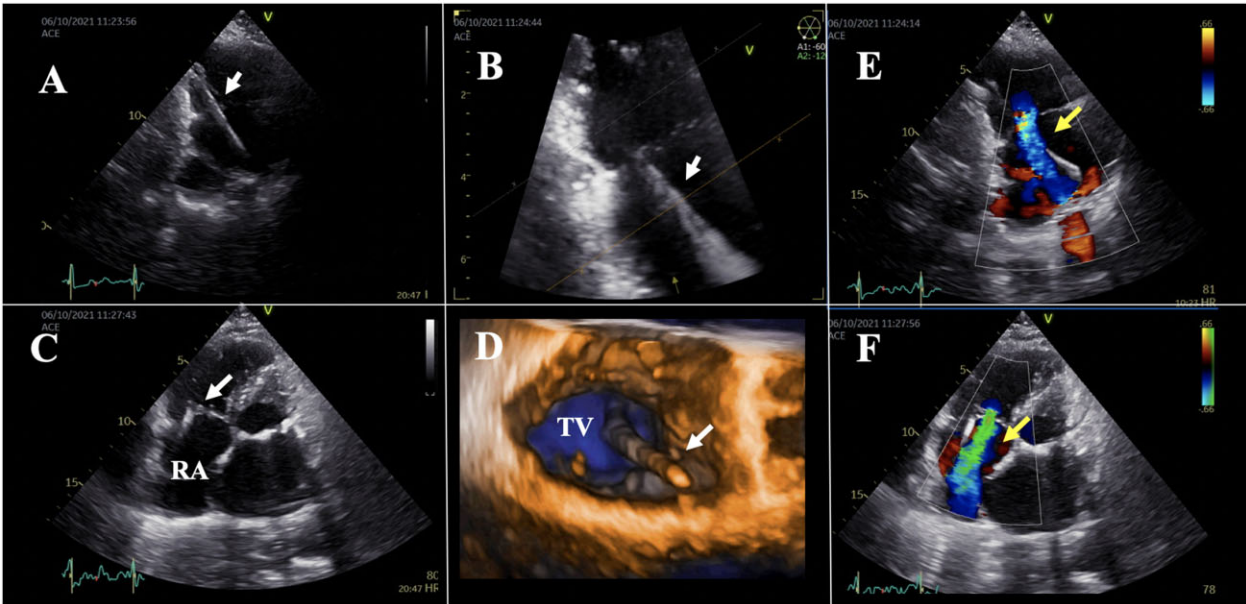 06/10/2021 11:23:56
ACE
V
A
10
20:47
06/10/2021 11:24:44
ACE
V
A1: -60
A2: -12
B
2
4
6
06/10/2021 11:24:14
ACE
V
.66
-.66
E
5
10
15
81
HR
06/10/2021 11:27:43
ACE
V
C
5
10
15
RA
80
20:47 HR
D
TV
06/10/2021 11:27:56
ACE
V
.66
-.66
F
5
10
15
78